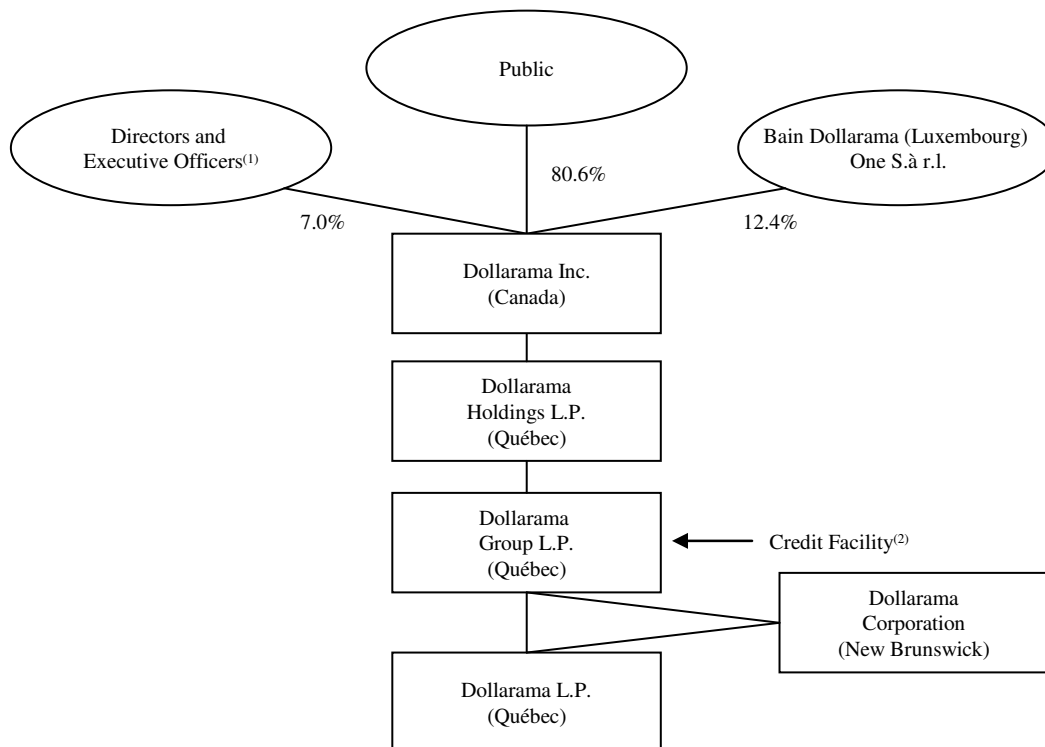 Public
Directors and
Executive Officers(1)
Bain Dollarama (Luxembourg)
One S.à r.l.
80.6%
7.0%
12.4%
Dollarama Inc.
(Canada)
Dollarama
Holdings L.P.
(Québec)
Dollarama
Group L.P.
(Québec)
Credit Facility(2)
Dollarama
Corporation
(New Brunswick)
Dollarama L.P.
(Québec)